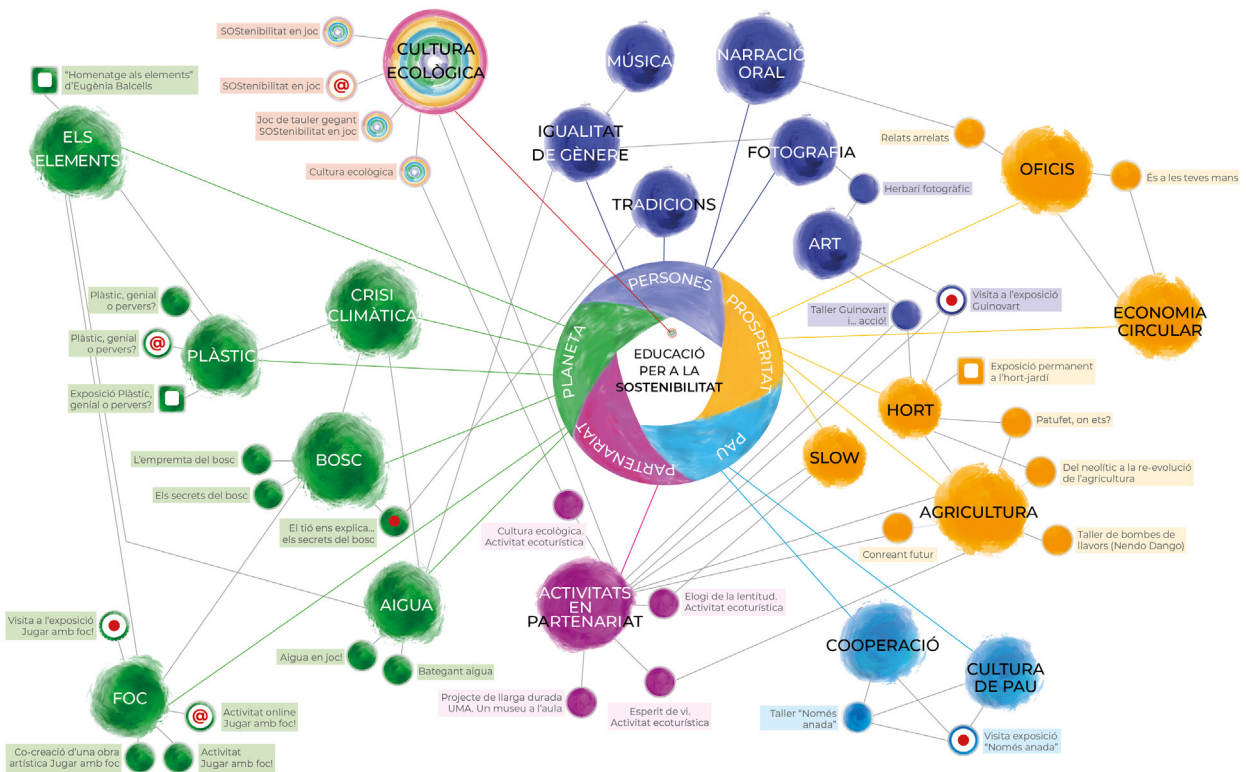 SOStenibilitat en joc
CULTURA
ECOLÒGICA
SOStenibilitat en joc
Joc de tauler gegant
SOStenibilitat en joc
Cultura ecològica
"Homenatge als elements"
d'Eugènia Balcells
ELS
ELEMENTS
MÚSICA
NARRACIÓ
ORAL
IGUALITAT
DE GÈNERE
FOTOGRAFIA
TRADICIONS
Herbari fotogràfic
ART
Relats arrelats
OFICIS
És a les teves mans
Taller Guinovart
i... acció!
Visita a l'exposició
Guinovart
ECONOMIA
CIRCULAR
Plàstic, genial
o pervers?
Plàstic, genial
o pervers?
Exposició Plàstic,
genial o pervers?
PLÀSTIC
CRISI
CLIMÀTICA
PERSONES
PROSPERITAT
PAU
PARTENARIAT
PLANETA
EDUCACIÓ
PER A LA
SOSTENIBILITAT
Exposició permanent
a l'hort-jardí
HORT
Patufet, on ets?
SLOW
Del neolític a la re-evolució
de l'agricultura
AGRICULTURA
Taller de bombes de
llavors (Nendo Dango)
Conreant futur
BOSC
L'empremta del bosc
Els secrets del bosc
El tió ens explica...
els secrets del bosc
Cultura ecològica.
Activitat ecoturística
ACTIVITATS
EN
PARTENARIAT
Elogi de la lentitud.
Activitat ecoturística
Projecte de llarga durada
UMA. Un museu a l'aula
Esperit de vi.
Activitat ecoturística
AIGUA
Aigua en joc!
Bategant aigua
Visita a l'exposició
Jugar amb foc!
FOC
Activitat online
Jugar amb foc!
Co-creació d'una obra
artística Jugar amb foc
Activitat
Jugar amb foc!
COOPERACIÓ
CULTURA
DE PAU
Taller "Només
anada"
Visita exposició
"Només anada"